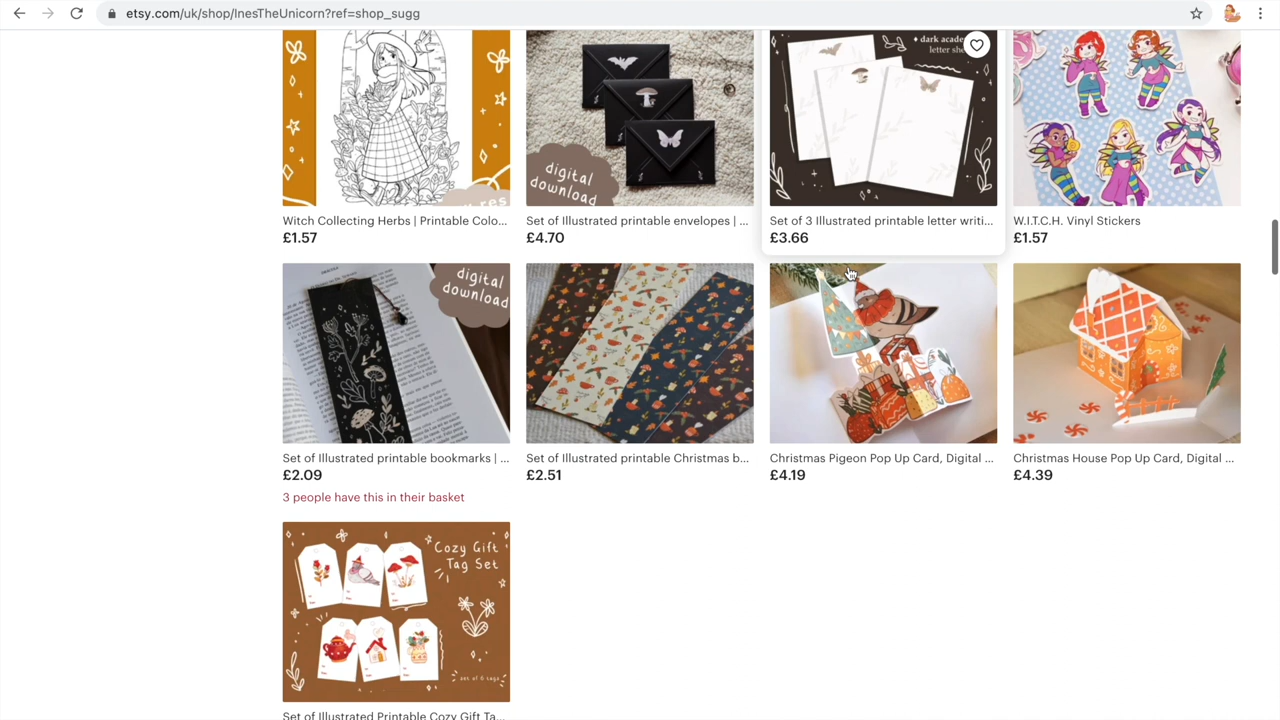 etsy.com/uk/shop/InesTheUnicorn?ref=shop_sugg
digital
download
dark acade
letter she
Witch Collecting Herbs | Printable Colo...
£1.57
Set of Illustrated printable envelopes | ...
£4.70
Set of 3 Illustrated printable letter writi...
£3.66
W.I.T.C.H. Vinyl Stickers
£1.57
digital
download
Set of Illustrated printable bookmarks | ...
£2.09
3 people have this in their basket
Set of Illustrated printable Christmas b...
£2.51
Christmas Pigeon Pop Up Card, Digital ...
£4.19
Christmas House Pop Up Card, Digital ...
£4.39
Cozy Gift
Tag Set
set of 6 tags
Set of Illustrated Printable Cozy Gift Ta...